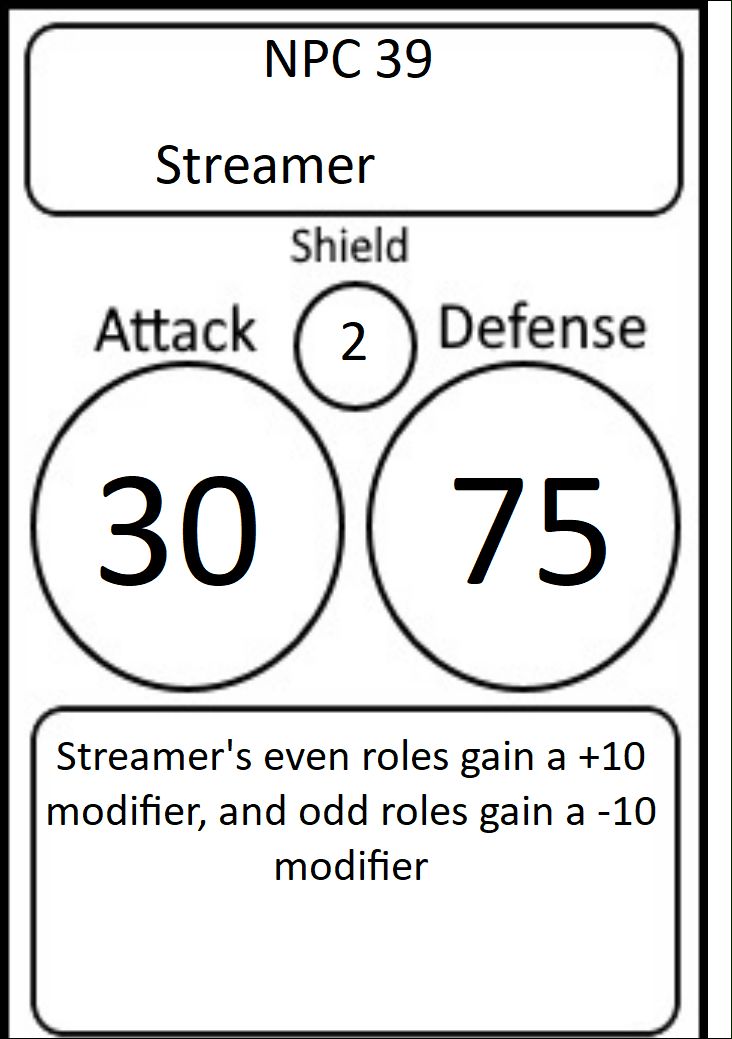 NPC 39
Streamer
Shield
Attack
2
Defense
30
75
Streamer's even roles gain a +10
modifier, and odd roles gain a -10
modifier